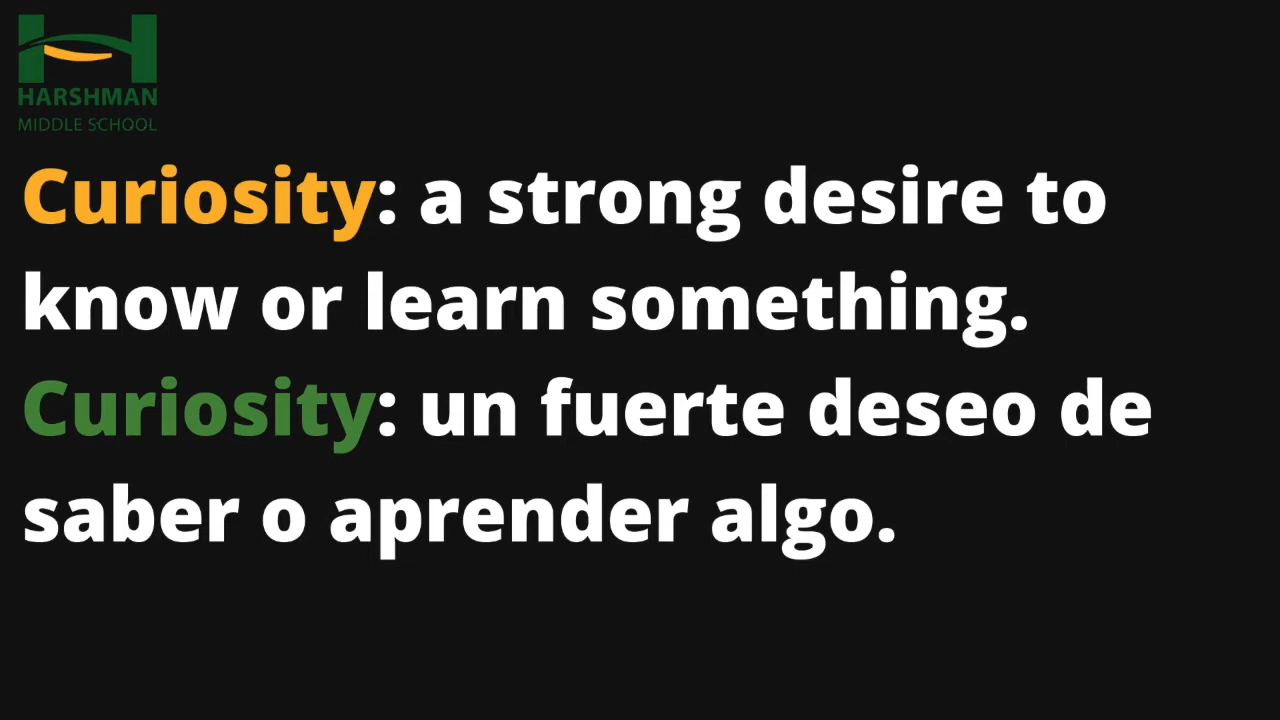 HARSHMAN
MIDDLE SCHOOL
Curiosity: a strong desire to
know or learn something.
Curiosity: un fuerte deseo de
saber o aprender algo.